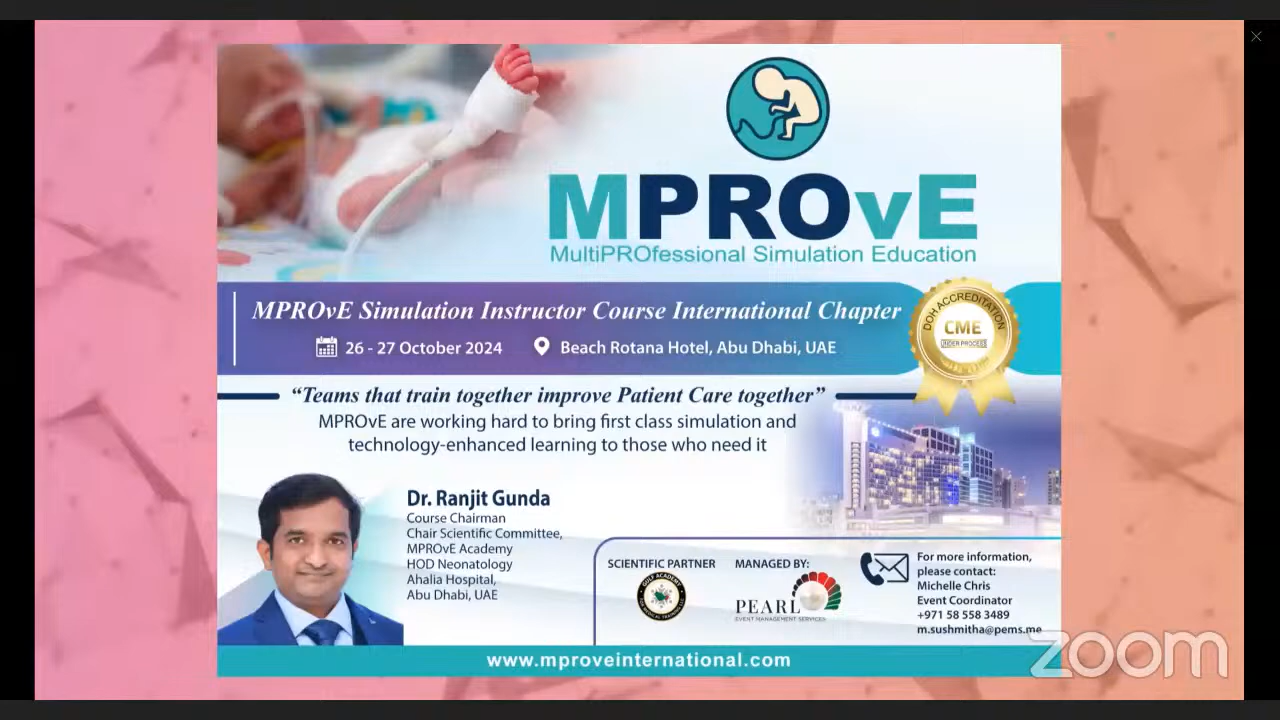 MPROvE
MultiPROfessional Simulation Education
MPROvE Simulation Instructor Course International Chapter
26 - 27 October 2024
Beach Rotana Hotel, Abu Dhabi, UAE
DOH ACCREDITATION
CME
UNDER PROCESS
“Teams that train together improve Patient Care together”
MPROvE are working hard to bring first class simulation and
technology-enhanced learning to those who need it
Dr. Ranjit Gunda
Course Chairman
Chair Scientific Committee,
MPROvE Academy
HOD Neonatology
Ahalia Hospital,
Abu Dhabi, UAE
SCIENTIFIC PARTNER
GULF ACADEMY
MANAGED BY:
PEARL
EVENT MANAGEMENT SERVICES
For more information,
please contact:
Michelle Chris
Event Coordinator
+971 58 558 3489
m.sushmitha@pems.me
www.mproveinternational.com
zoom